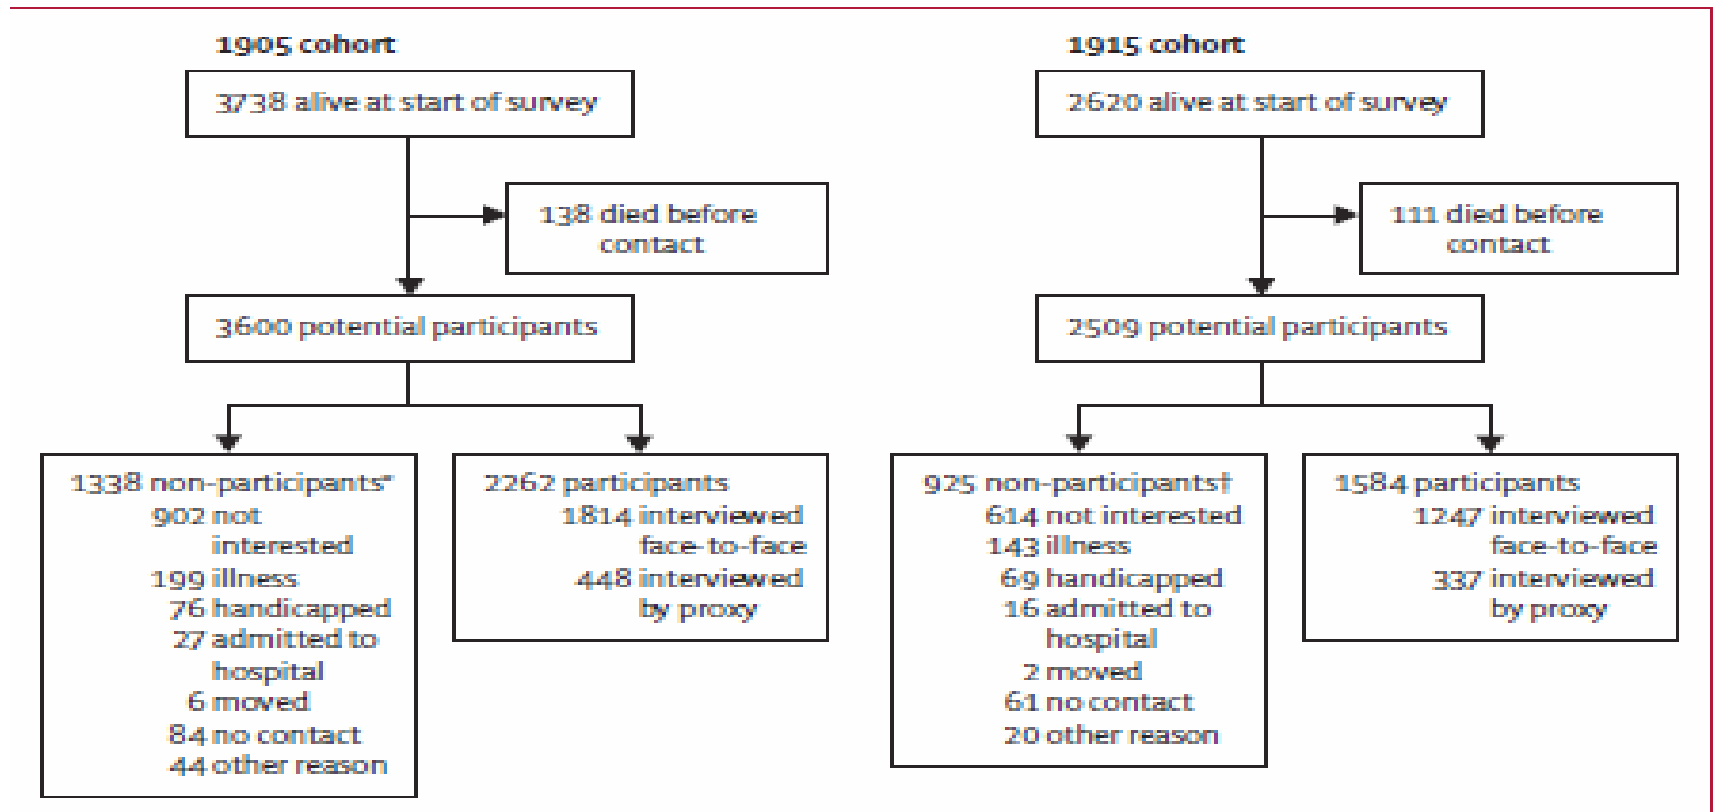 1905 cohort
3738 alive at start of survey
138 died before
contact
3600 potential participants
1338 non-participants*
902 not
interested
199 illness
76 handicapped
27 admitted to
hospital
6 moved
84 no contact
44 other reason
2262 participants
1814 interviewed
face-to-face
448 interviewed
by proxy
1915 cohort
2620 alive at start of survey
111 died before
contact
2509 potential participants
925 non-participants†
614 not interested
143 illness
69 handicapped
16 admitted to
hospital
2 moved
61 no contact
20 other reason
1584 participants
1247 interviewed
face-to-face
337 interviewed
by proxy